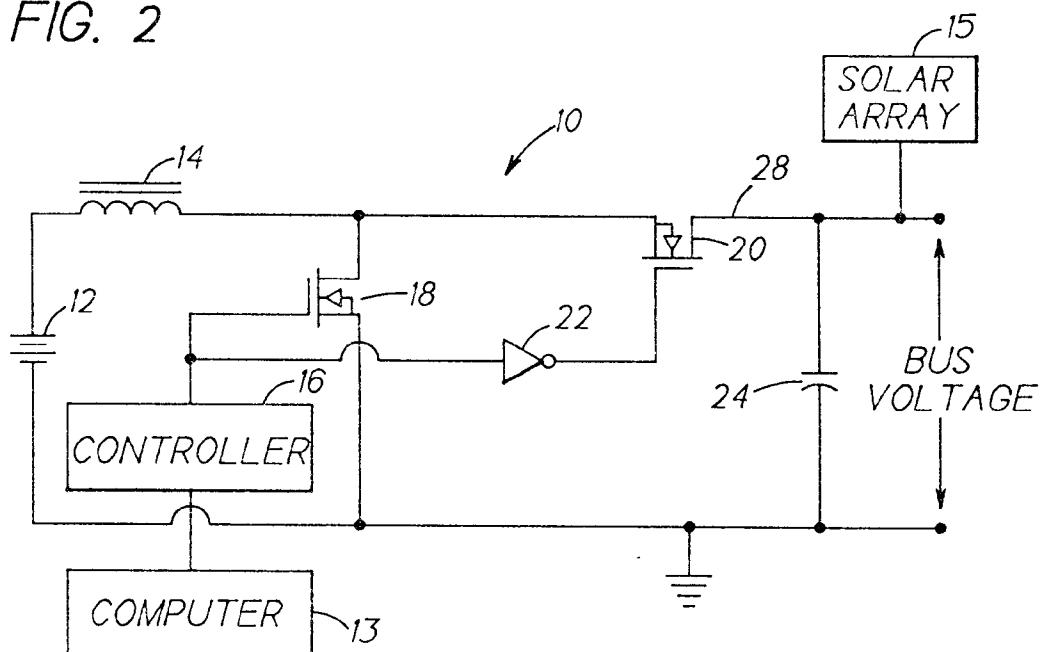 FIG. 2
15
SOLAR
ARRAY
10
14
28
20
12
18
22
16
24
BUS
VOLTAGE
CONTROLLER
COMPUTER
13